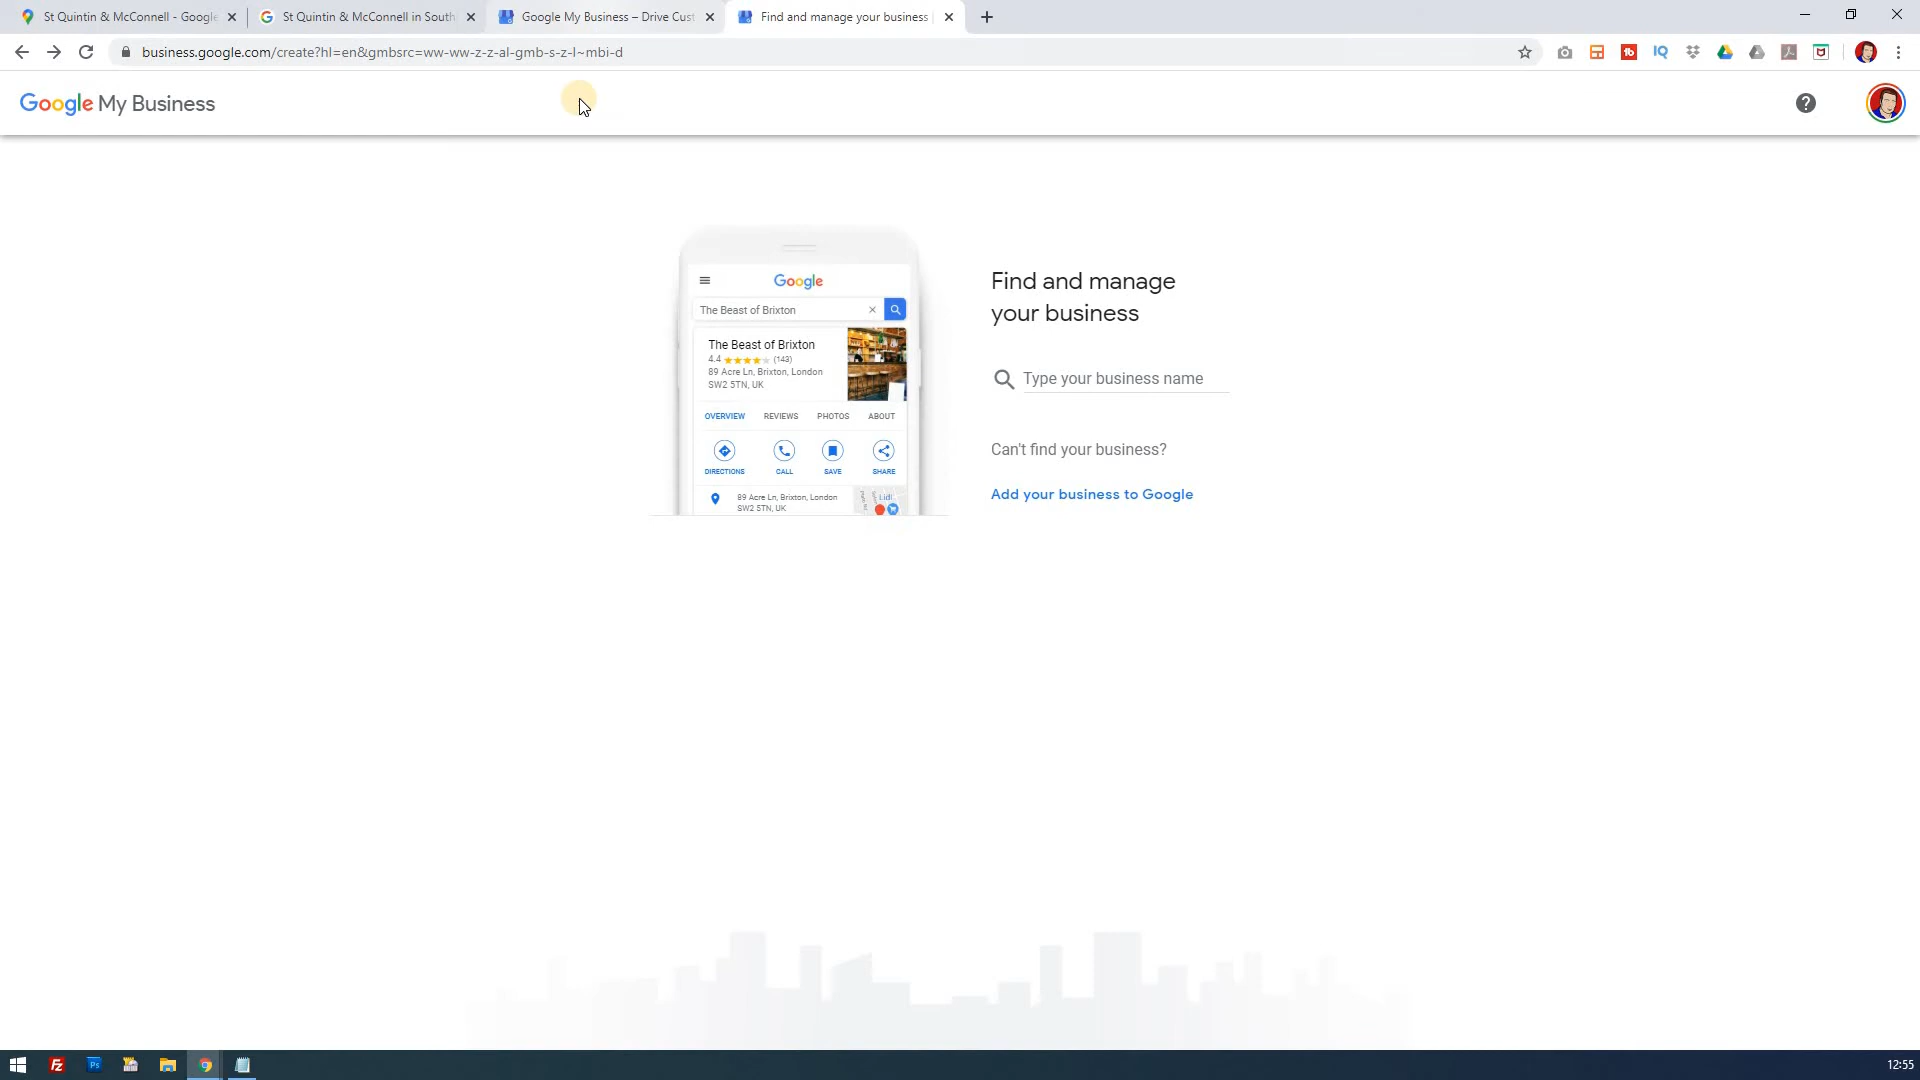 St Quintin & McConnell - Google
St Quintin & McConnell in South
Google My Business – Drive Cust
Find and manage your business
business.google.com/create?hl=en&gmbsrc=ww-ww-z-z-al-gmb-s-z-l~mbi-d
Google My Business
Google
The Beast of Brixton
The Beast of Brixton
4.4 (143)
89 Acre Ln, Brixton, London
SW2 5TN, UK
OVERVIEW REVIEWS PHOTOS ABOUT
DIRECTIONS CALL SAVE SHARE
89 Acre Ln, Brixton, London
SW2 5TN, UK
Lidl
Find and manage
your business
Type your business name
Can't find your business?
Add your business to Google
12:55